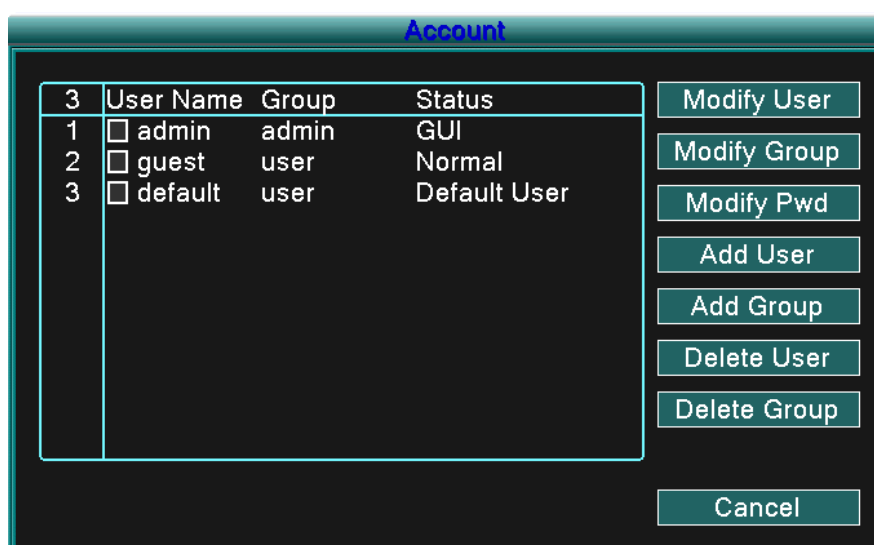 Account
3 User Name Group Status
1 admin admin GUI
2 guest user Normal
3 default user Default User
Modify User
Modify Group
Modify Pwd
Add User
Add Group
Delete User
Delete Group
Cancel